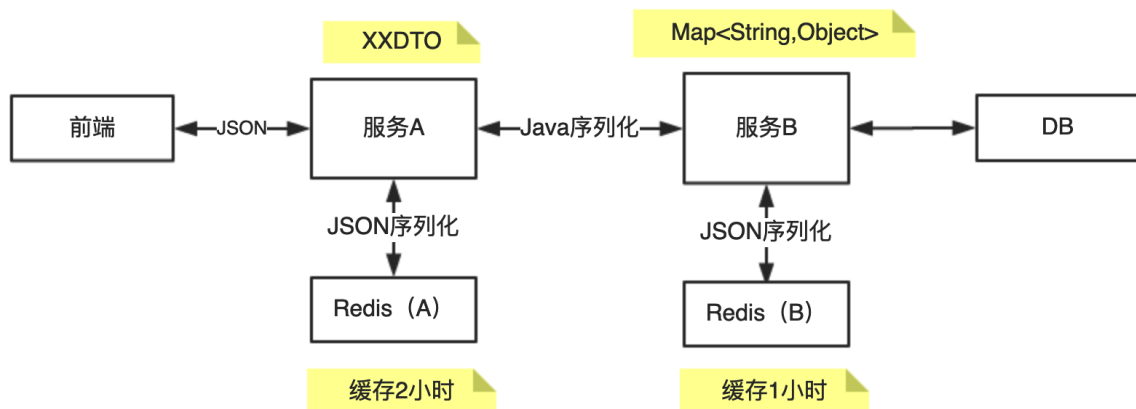 XXDTO
Map<String,Object>
前端
JSON
服务A
Java序列化
服务B
DB
JSON序列化
JSON序列化
Redis（A）
Redis（B）
缓存2小时
缓存1小时